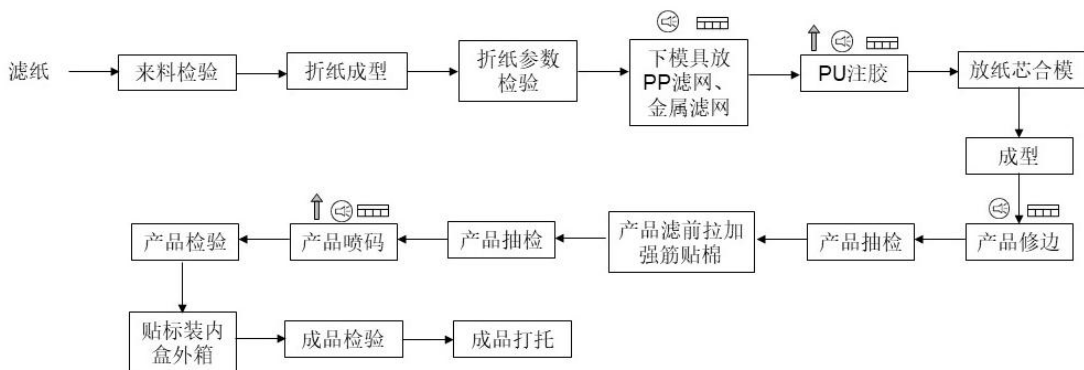 滤纸
来料检验
折纸成型
折纸参数
检验
下模具放
PP滤网、
金属滤网
PU注胶
放纸芯合模
成型
产品修边
产品抽检
产品滤前拉加
强筋贴棉
产品抽检
产品喷码
产品检验
贴标装内
盒外箱
成品检验
成品打托